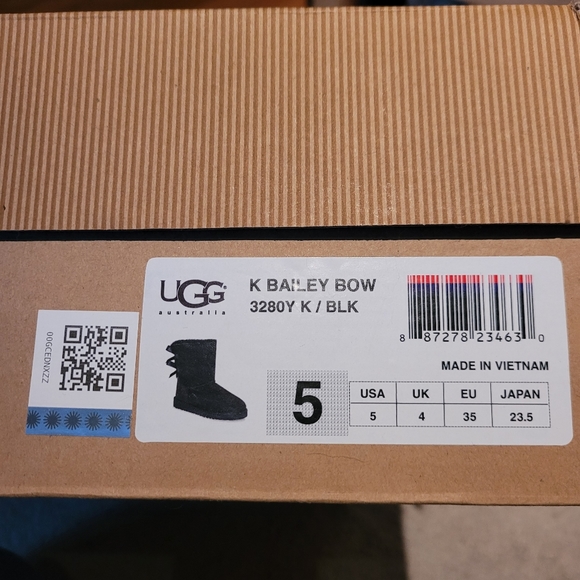 UGG®
australia
K BAILEY BOW
3280Y K / BLK
8 87278 23463 0
MADE IN VIETNAM
5
USA UK EU JAPAN
5 4 35 23.5
00GCEDNXZZ